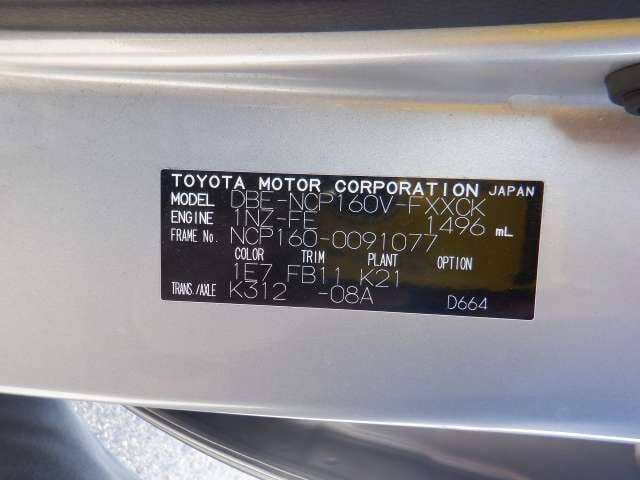 TOYOTA MOTOR CORPORATION JAPAN
MODEL DBE-NCP160V-FXXCK
ENGINE 1NZ-FE 1496 mL
FRAME No. NCP160-0091077
COLOR TRIM PLANT OPTION
1E7 FB11 K21
TRANS./AXLE K312 -08A D664